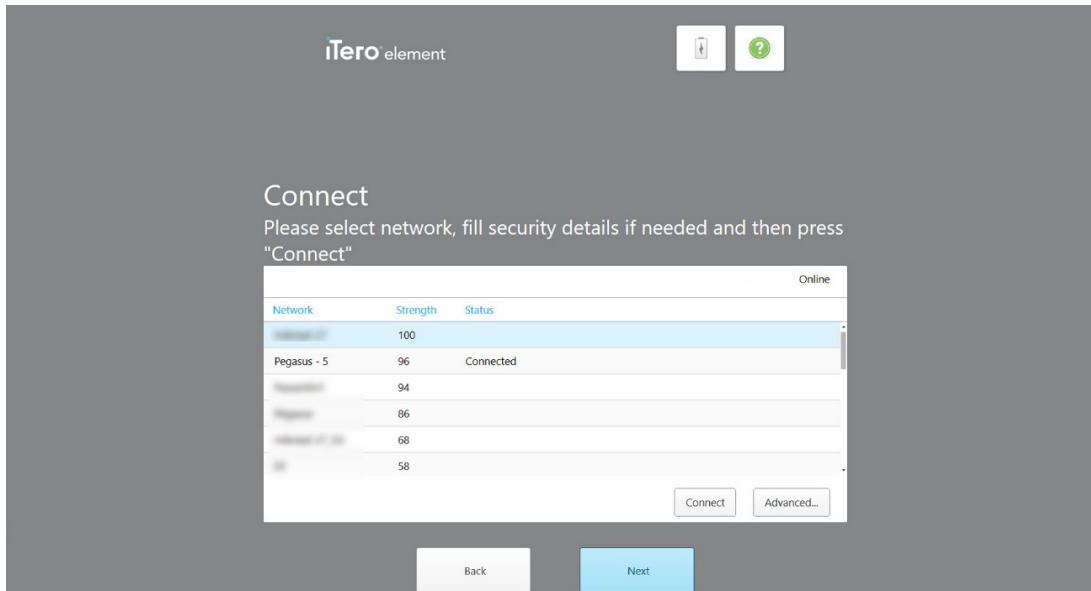 iTero element
Connect
Please select network, fill security details if needed and then press
"Connect"
Online
Network Strength Status
100
Pegasus - 5 96 Connected
94
86
68
58
Connect Advanced...
Back Next